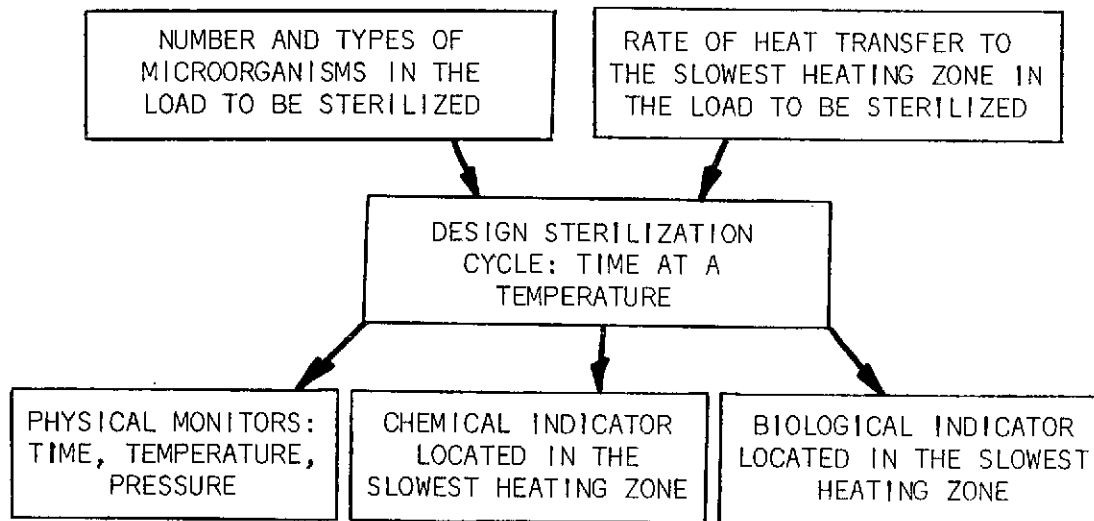 NUMBER AND TYPES OF
MICROORGANISMS IN THE
LOAD TO BE STERILIZED
RATE OF HEAT TRANSFER TO
THE SLOWEST HEATING ZONE IN
THE LOAD TO BE STERILIZED
DESIGN STERILIZATION
CYCLE: TIME AT A
TEMPERATURE
PHYSICAL MONITORS:
TIME, TEMPERATURE,
PRESSURE
CHEMICAL INDICATOR
LOCATED IN THE
SLOWEST HEATING ZONE
BIOLOGICAL INDICATOR
LOCATED IN THE SLOWEST
HEATING ZONE